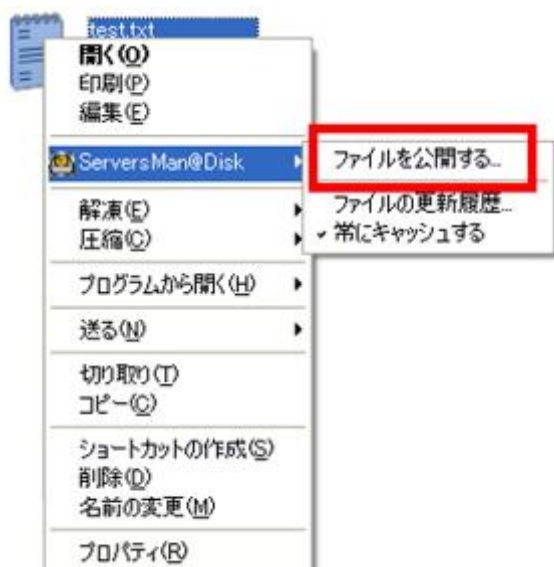 test.txt
開く(O)
印刷(P)
編集(E)
ServersMan@Disk
ファイルを公開する...
ファイルの更新履歴...
常にキャッシュする
解凍(E)
圧縮(C)
プログラムから開く(H)
送る(N)
切り取り(T)
コピー(C)
ショートカットの作成(S)
削除(D)
名前の変更(M)
プロパティ(R)